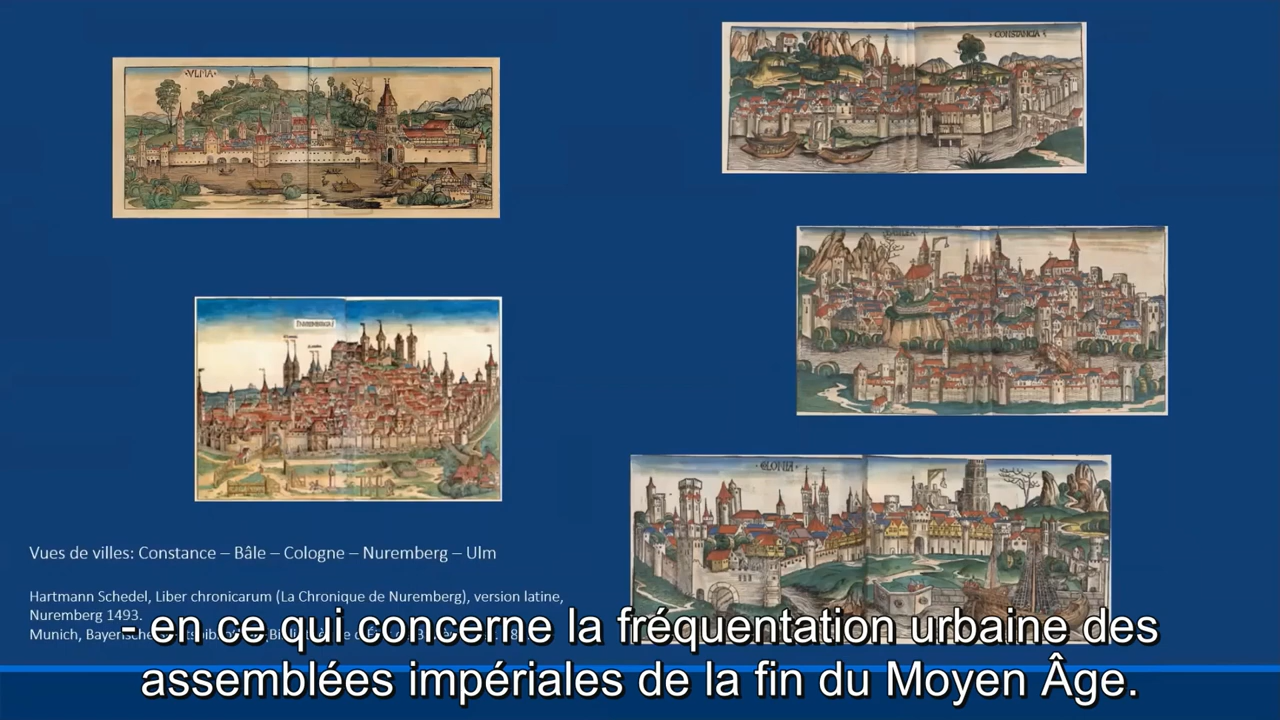 ·VLMA·
CONSTANCIA
COLONIA
Vues de villes: Constance – Bâle – Cologne – Nuremberg – Ulm
Hartmann Schedel, Liber chronicarum (La Chronique de Nuremberg), version latine,
Nuremberg 1493.
Munich,
- en ce qui concerne la fréquentation urbaine des
assemblées impériales de la fin du Moyen Âge.